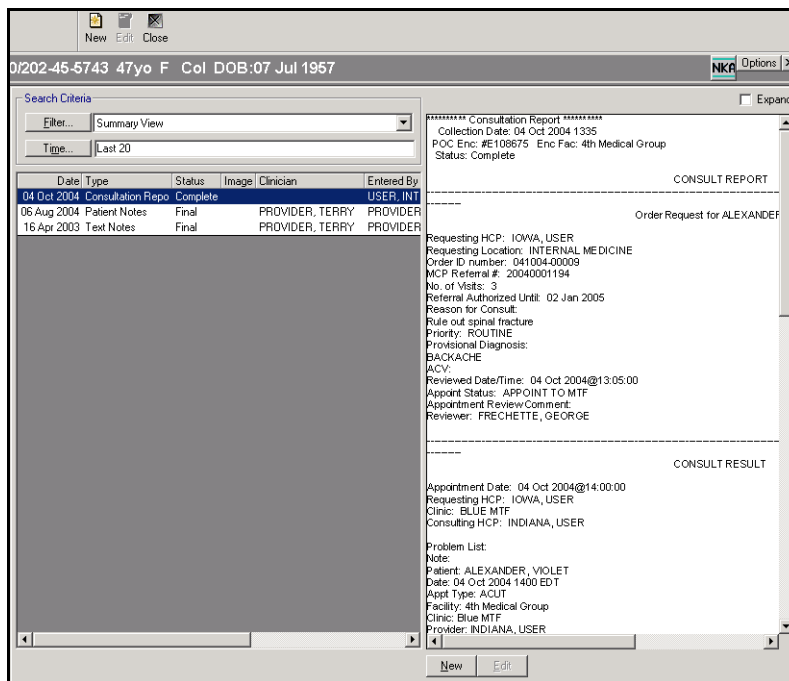 New Edit Close
0/202-45-5743 47yo F Col DOB:07 Jul 1957
NKA Options
Search Criteria
Filter... Summary View
Time... Last 20
Expand
Date Type Status Image Clinician Entered By
04 Oct 2004 Consultation Repo Complete USER, INT
06 Aug 2004 Patient Notes Final PROVIDER, TERRY PROVIDER
16 Apr 2003 Text Notes Final PROVIDER, TERRY PROVIDER
********* Consultation Report **********
Collection Date: 04 Oct 2004 1335
POC Enc: #E108675 Enc Fac: 4th Medical Group
Status: Complete
CONSULT REPORT
------
Order Request for ALEXANDER
Requesting HCP: IOWA, USER
Requesting Location: INTERNAL MEDICINE
Order ID number: 041004-00009
MCP Referral #: 20040001194
No. of Visits: 3
Referral Authorized Until: 02 Jan 2005
Reason for Consult:
Rule out spinal fracture
Priority: ROUTINE
Provisional Diagnosis:
BACKACHE
ACV:
Reviewed Date/Time: 04 Oct 2004@13:05:00
Appoint Status: APPOINT TO MTF
Appointment Review Comment:
Reviewer: FRECHETTE, GEORGE
------
CONSULT RESULT
Appointment Date: 04 Oct 2004@14:00:00
Requesting HCP: IOWA, USER
Clinic: BLUE MTF
Consulting HCP: INDIANA, USER
Problem List:
Note:
Patient: ALEXANDER, VIOLET
Date: 04 Oct 2004 1400 EDT
Appt Type: ACUT
Facility: 4th Medical Group
Clinic: Blue MTF
Provider: INDIANA, USER
New Edit